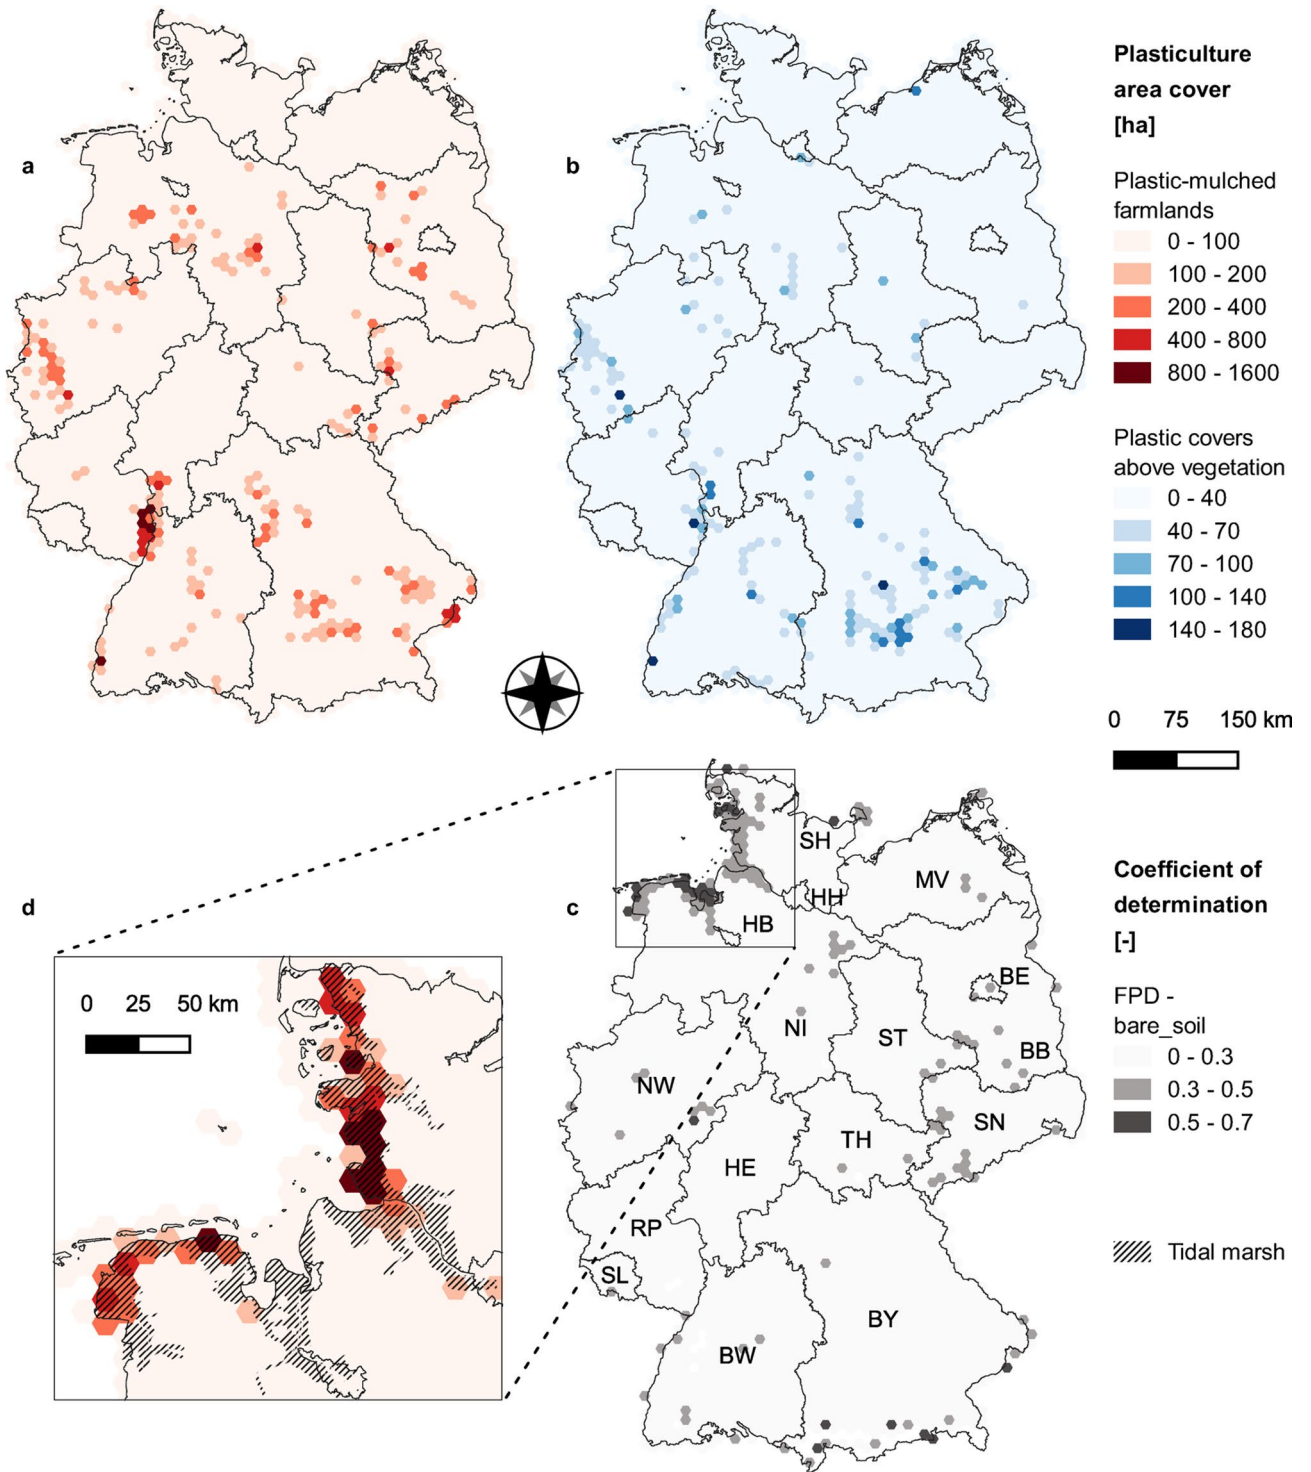 a
b
Plasticulture
area cover
[ha]
Plastic-mulched
farmlands
0 - 100
100 - 200
200 - 400
400 - 800
800 - 1600
Plastic covers
above vegetation
0 - 40
40 - 70
70 - 100
100 - 140
140 - 180
0 75 150 km
c
SH
HH
MV
HB
BE
NI
ST
BB
NW
SN
TH
HE
RP
SL
BY
BW
Coefficient of
determination
[-]
FPD -
bare_soil
0 - 0.3
0.3 - 0.5
0.5 - 0.7
Tidal marsh
d
0 25 50 km